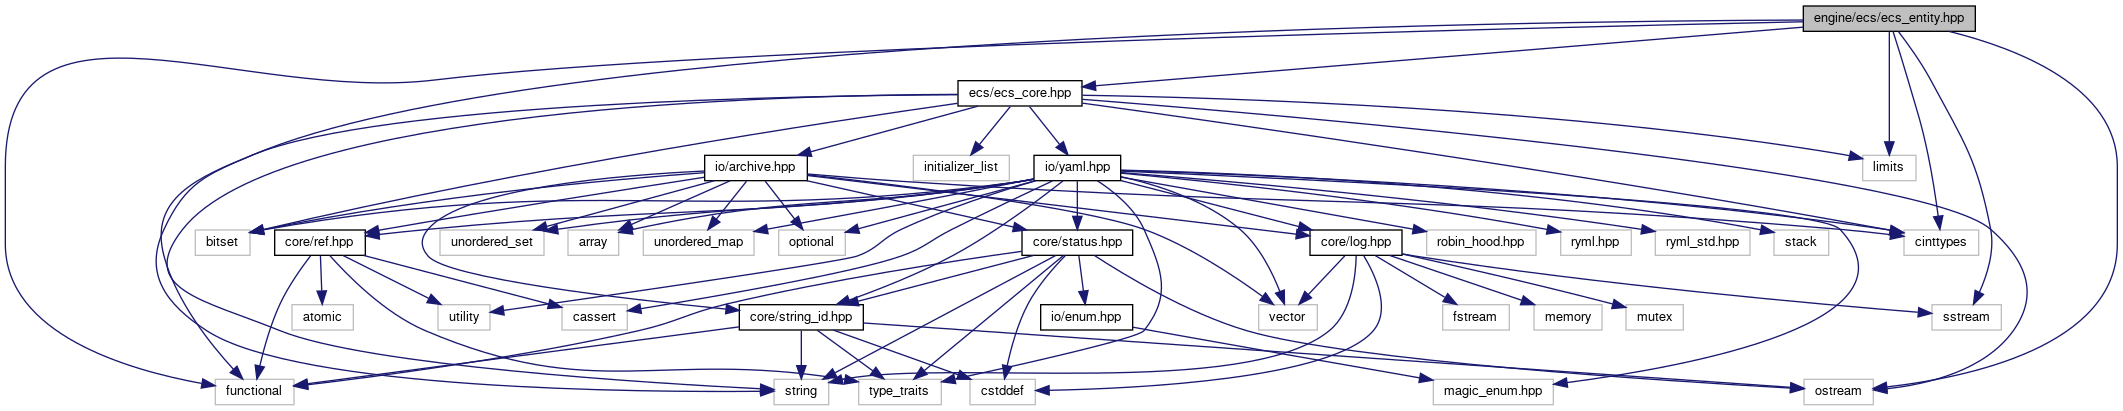 engine/ecs/ecs_entity.hpp
ecs/ecs_core.hpp
io/archive.hpp
initializer_list
io/yaml.hpp
limits
bitset
core/ref.hpp
unordered_set
array
unordered_map
optional
core/status.hpp
core/log.hpp
robin_hood.hpp
ryml.hpp
ryml_std.hpp
stack
cinttypes
atomic
utility
cassert
core/string_id.hpp
io/enum.hpp
vector
fstream
memory
mutex
sstream
functional
string
type_traits
cstddef
magic_enum.hpp
ostream